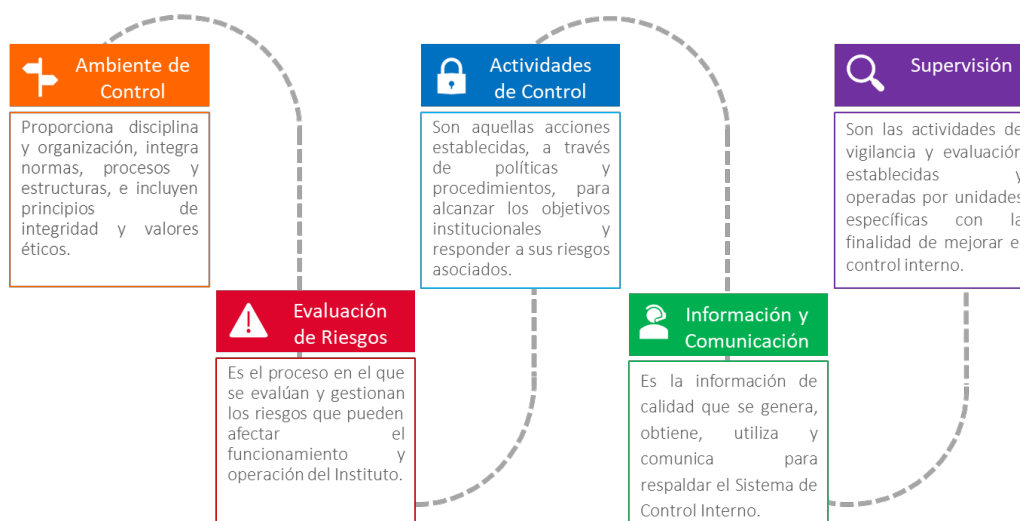 Ambiente de
Control
Proporciona disciplina
y organización, integra
normas, procesos y
estructuras, e incluyen
principios de
integridad y valores
éticos.
Evaluación
de Riesgos
Es el proceso en el que
se evalúan y gestionan
los riesgos que pueden
afectar el
funcionamiento y
operación del Instituto.
Actividades
de Control
Son aquellas acciones
establecidas, a través
de políticas y
procedimientos, para
alcanzar los objetivos
institucionales y
responder a sus riesgos
asociados.
Información y
Comunicación
Es la información de
calidad que se genera,
obtiene, utiliza y
comunica para
respaldar el Sistema de
Control Interno.
Supervisión
Son las actividades de
vigilancia y evaluación
establecidas y
operadas por unidades
específicas con la
finalidad de mejorar e
control interno.